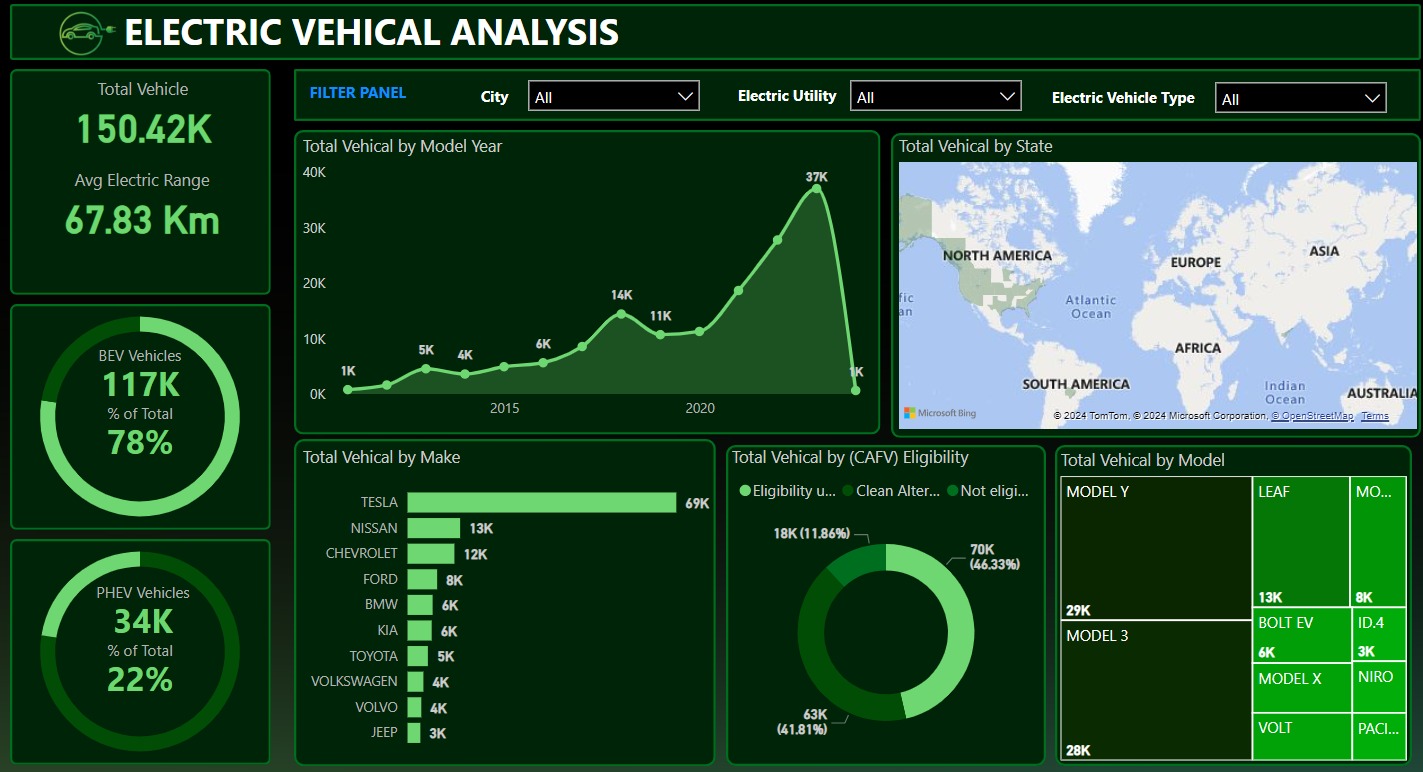 ELECTRIC VEHICAL ANALYSIS
Total Vehicle
150.42K
Avg Electric Range
67.83 Km
FILTER PANEL
City
All
Electric Utility
All
Electric Vehicle Type
All
BEV Vehicles
117K
% of Total
78%
PHEV Vehicles
34K
% of Total
22%
Total Vehical by Model Year
40K
30K
20K
10K
0K
1K
5K
4K
6K
14K
11K
37K
1K
2015
2020
Total Vehical by State
NORTH AMERICA
EUROPE
ASIA
Atlantic
Ocean
AFRICA
SOUTH AMERICA
Indian
Ocean
AUSTRALIA
fic
an
Microsoft Bing
© 2024 TomTom, © 2024 Microsoft Corporation, © OpenStreetMap Terms
Total Vehical by Make
TESLA 69K
NISSAN 13K
CHEVROLET 12K
FORD 8K
BMW 6K
KIA 6K
TOYOTA 5K
VOLKSWAGEN 4K
VOLVO 4K
JEEP 3K
Total Vehical by (CAFV) Eligibility
Eligibility u... Clean Alter... Not eligi...
18K (11.86%)
70K
(46.33%)
63K
(41.81%)
Total Vehical by Model
MODEL Y
29K
MODEL 3
28K
LEAF
13K
MO...
8K
BOLT EV
6K
ID.4
3K
MODEL X
NIRO
VOLT
PACI...